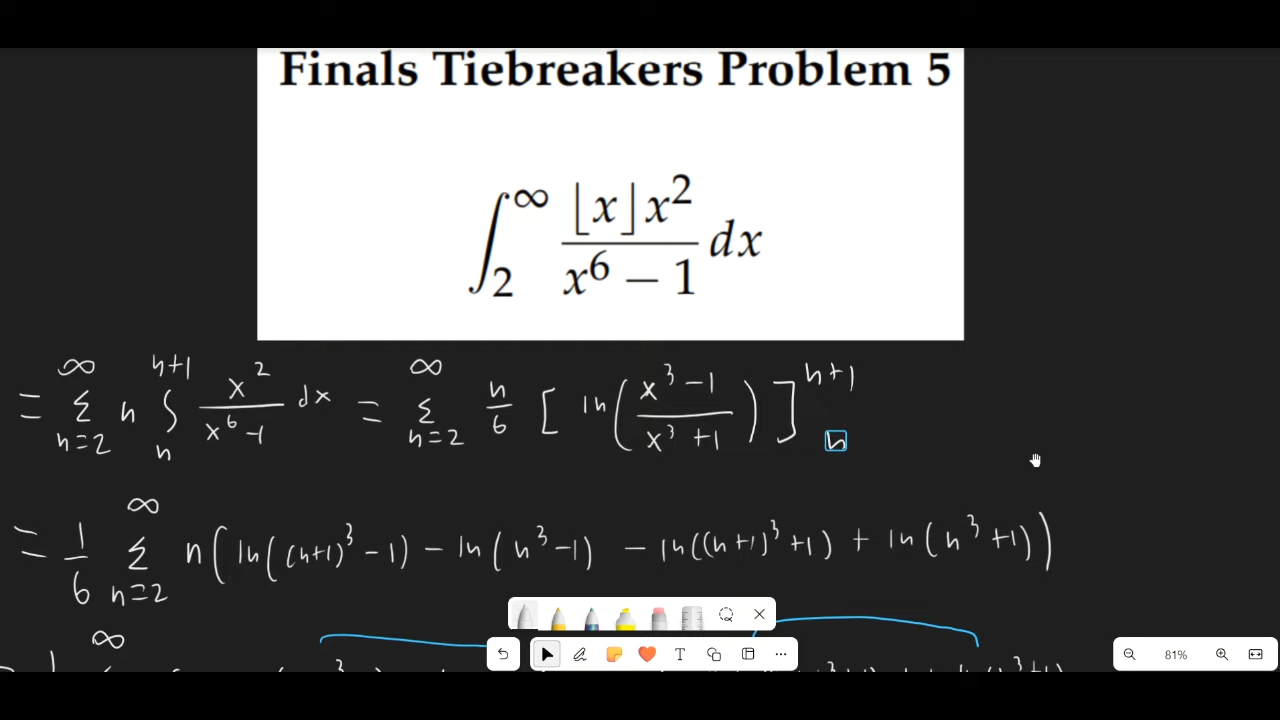 Finals Tiebreakers Problem 5
∫_2^∞ ⌊x⌋x² / (x⁶ − 1) dx
= Σ_{n=2}^∞ n ∫_n^{n+1} x² / (x⁶ − 1) dx = Σ_{n=2}^∞ n/6 [ ln( (x³ − 1) / (x³ + 1) ) ]_n^{n+1}
= 1/6 Σ_{n=2}^∞ n( ln((n+1)³ − 1) − ln(n³ − 1) − ln((n+1)³ + 1) + ln(n³ + 1) )
T
81%